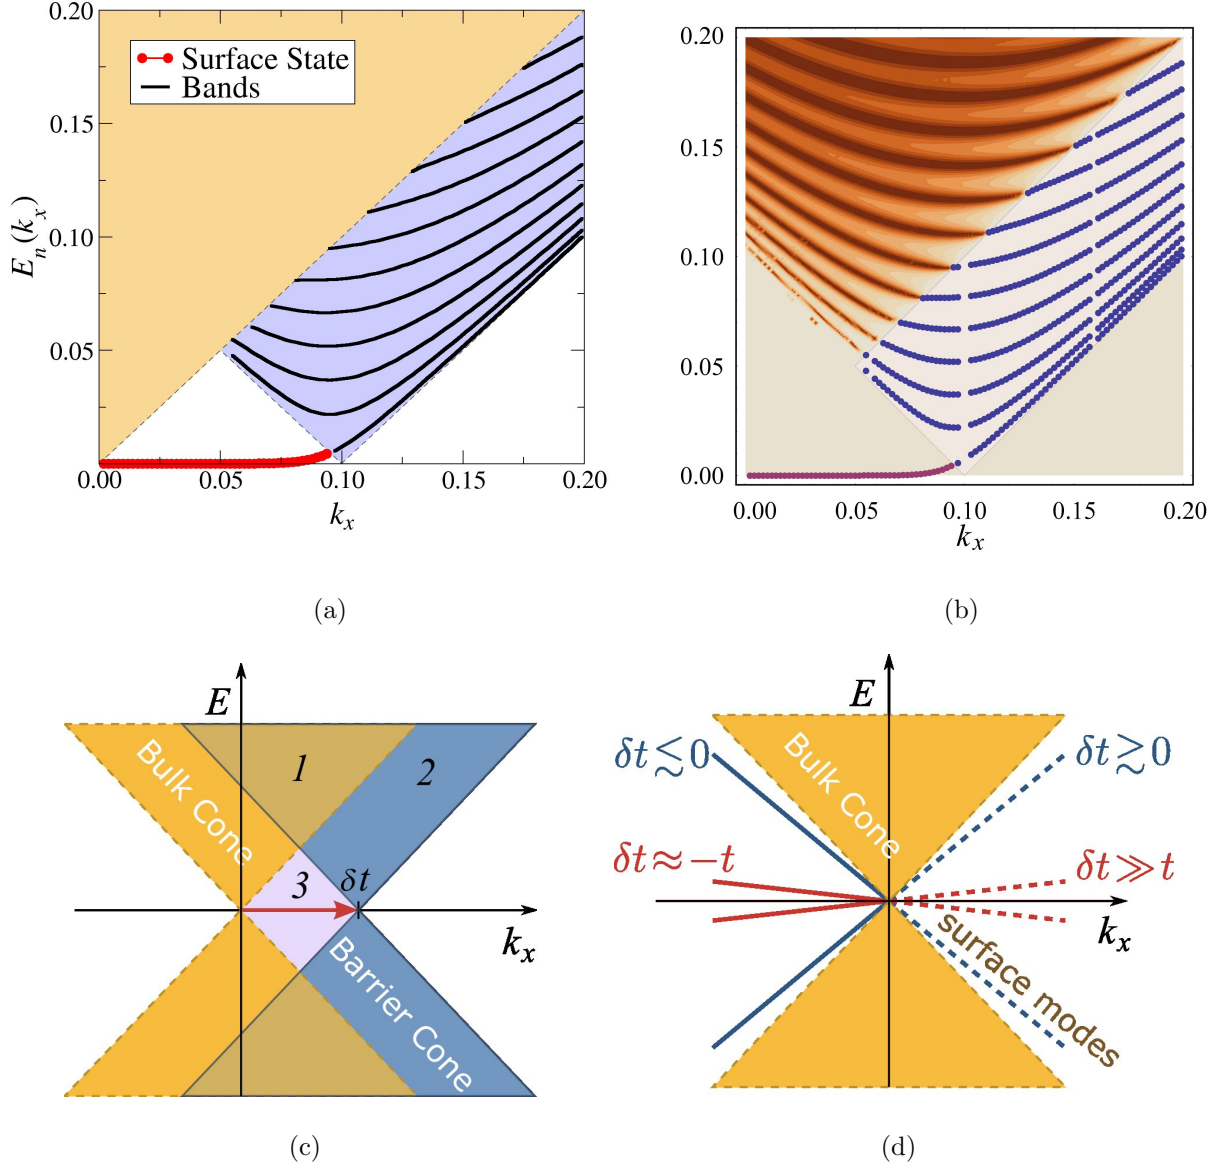 0.20
0.15
0.10
0.05
E_n(k_x)
Surface State
Bands
0.00 0.05 0.10 0.15 0.20
k_x
(a)
0.20
0.15
0.10
0.05
0.00
0.00 0.05 0.10 0.15 0.20
k_x
(b)
E
Bulk Cone
1
2
3
δt
k_x
Barrier Cone
(c)
E
Bulk Cone
δt≲0
δt≳0
δt≈−t
δt≫t
k_x
surface modes
(d)